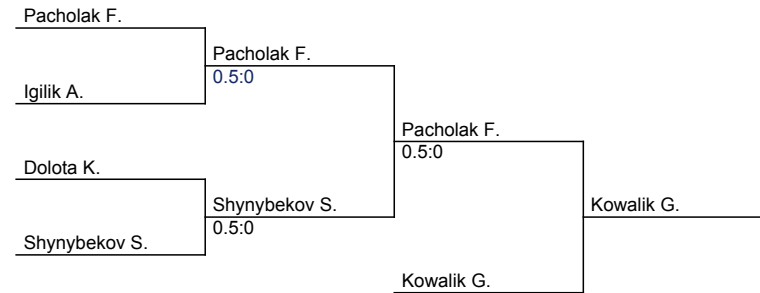 Pacholak F.
Pacholak F.
0.5:0
Igilik A.
Pacholak F.
0.5:0
Dolota K.
Shynybekov S.
0.5:0
Kowalik G.
Shynybekov S.
Kowalik G.